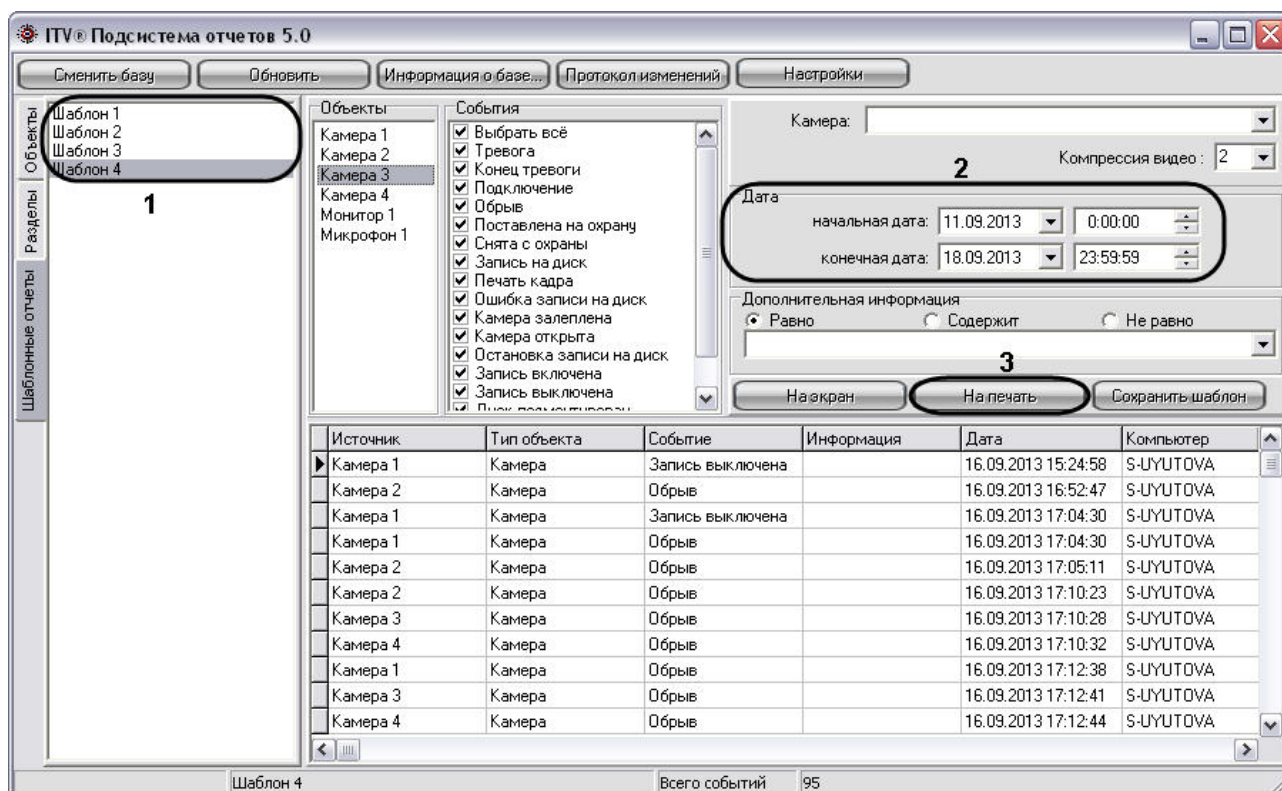 ITV® Подсистема отчетов 5.0
Сменить базу Обновить Информация о базе... Протокол изменений Настройки
Объекты
Разделы
Шаблонные отчеты
Шаблон 1
Шаблон 2
Шаблон 3
Шаблон 4
1
Объекты
Камера 1
Камера 2
Камера 3
Камера 4
Монитор 1
Микрофон 1
События
Выбрать всё
Тревога
Конец тревоги
Подключение
Обрыв
Поставлена на охрану
Снята с охраны
Запись на диск
Печать кадра
Ошибка записи на диск
Камера залеплена
Камера открыта
Остановка записи на диск
Запись включена
Запись выключена
Камера:
Компрессия видео : 2
2
Дата
начальная дата: 11.09.2013 0:00:00
конечная дата: 18.09.2013 23:59:59
Дополнительная информация
Равно Содержит Не равно
3
На экран На печать Сохранить шаблон
Источник Тип объекта Событие Информация Дата Компьютер
Камера 1 Камера Запись выключена 16.09.2013 15:24:58 S-UYUTOVA
Камера 2 Камера Обрыв 16.09.2013 16:52:47 S-UYUTOVA
Камера 1 Камера Запись выключена 16.09.2013 17:04:30 S-UYUTOVA
Камера 1 Камера Обрыв 16.09.2013 17:04:30 S-UYUTOVA
Камера 2 Камера Обрыв 16.09.2013 17:05:11 S-UYUTOVA
Камера 2 Камера Обрыв 16.09.2013 17:10:23 S-UYUTOVA
Камера 3 Камера Обрыв 16.09.2013 17:10:28 S-UYUTOVA
Камера 4 Камера Обрыв 16.09.2013 17:10:32 S-UYUTOVA
Камера 1 Камера Обрыв 16.09.2013 17:12:38 S-UYUTOVA
Камера 3 Камера Обрыв 16.09.2013 17:12:41 S-UYUTOVA
Камера 4 Камера Обрыв 16.09.2013 17:12:44 S-UYUTOVA
Шаблон 4 Всего событий 95